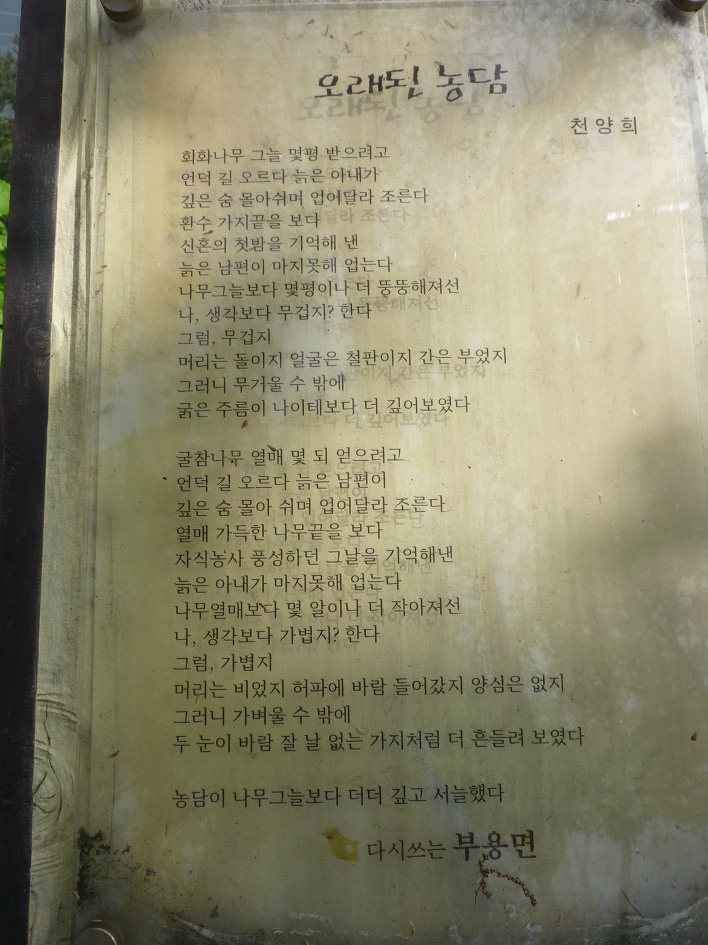 오래된 농담
천양희
회화나무 그늘 몇평 받으려고
언덕 길 오르다 늙은 아내가
깊은 숨 몰아쉬며 업어달라 조른다
환수 가지끝을 보다
신혼의 첫밤을 기억해 낸
늙은 남편이 마지못해 업는다
나무그늘보다 몇평이나 더 뚱뚱해져선
나, 생각보다 무겁지? 한다
그럼, 무겁지
머리는 돌이지 얼굴은 철판이지 간은 부었지
그러니 무거울 수 밖에
굵은 주름이 나이테보다 더 깊어보였다
굴참나무 열매 몇 되 얻으려고
언덕 길 오르다 늙은 남편이
깊은 숨 몰아 쉬며 업어달라 조른다
열매 가득한 나무끝을 보다
자식농사 풍성하던 그날을 기억해낸
늙은 아내가 마지못해 업는다
나무열매보다 몇 알이나 더 작아져선
나, 생각보다 가볍지? 한다
그럼, 가볍지
머리는 비었지 허파에 바람 들어갔지 양심은 없지
그러니 가벼울 수 밖에
두 눈이 바람 잘 날 없는 가지처럼 더 흔들려 보였다
농담이 나무그늘보다 더더 깊고 서늘했다
다시쓰는 부용면